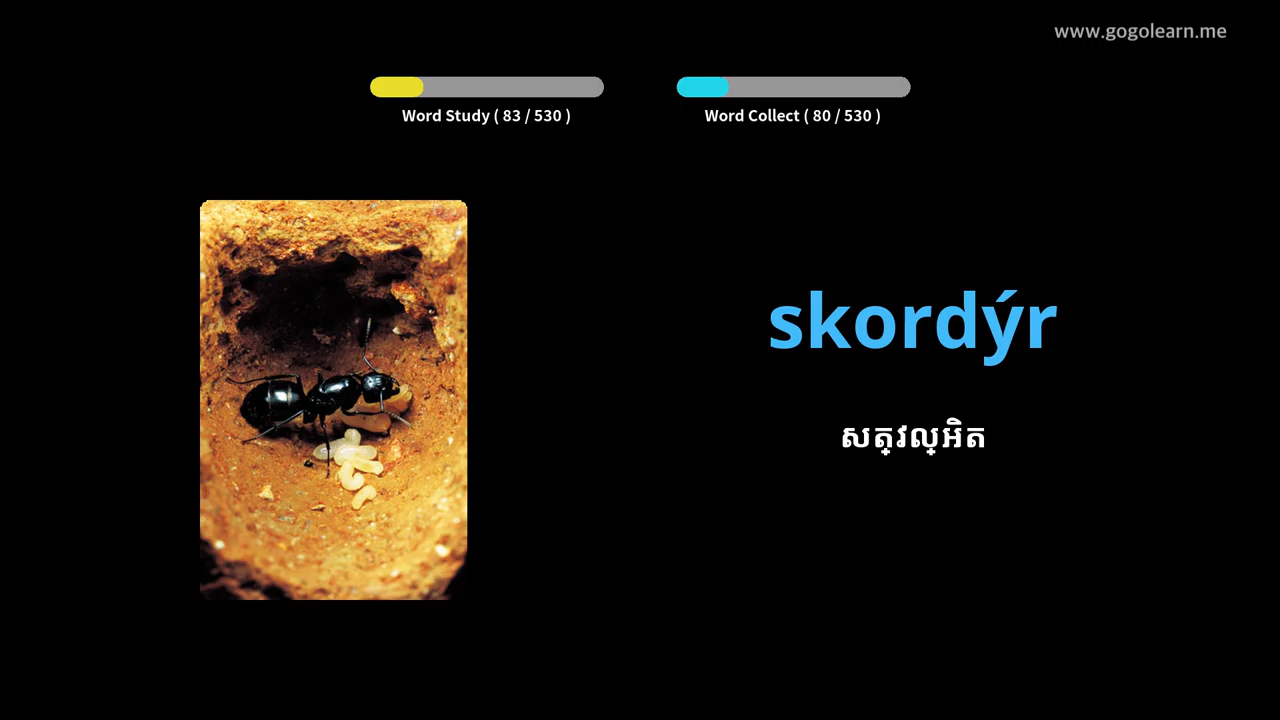 www.gogolearn.me
Word Study ( 83 / 530 )
Word Collect ( 80 / 530 )
skordýr
សត្វល្អិត